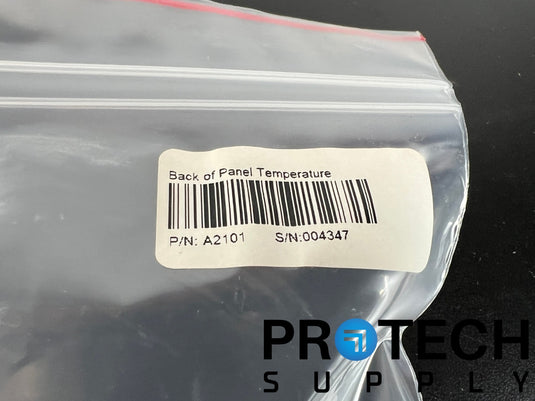 Back of Panel Temperature
P/N: A2101 S/N:004347
PROTECH
SUPPLY